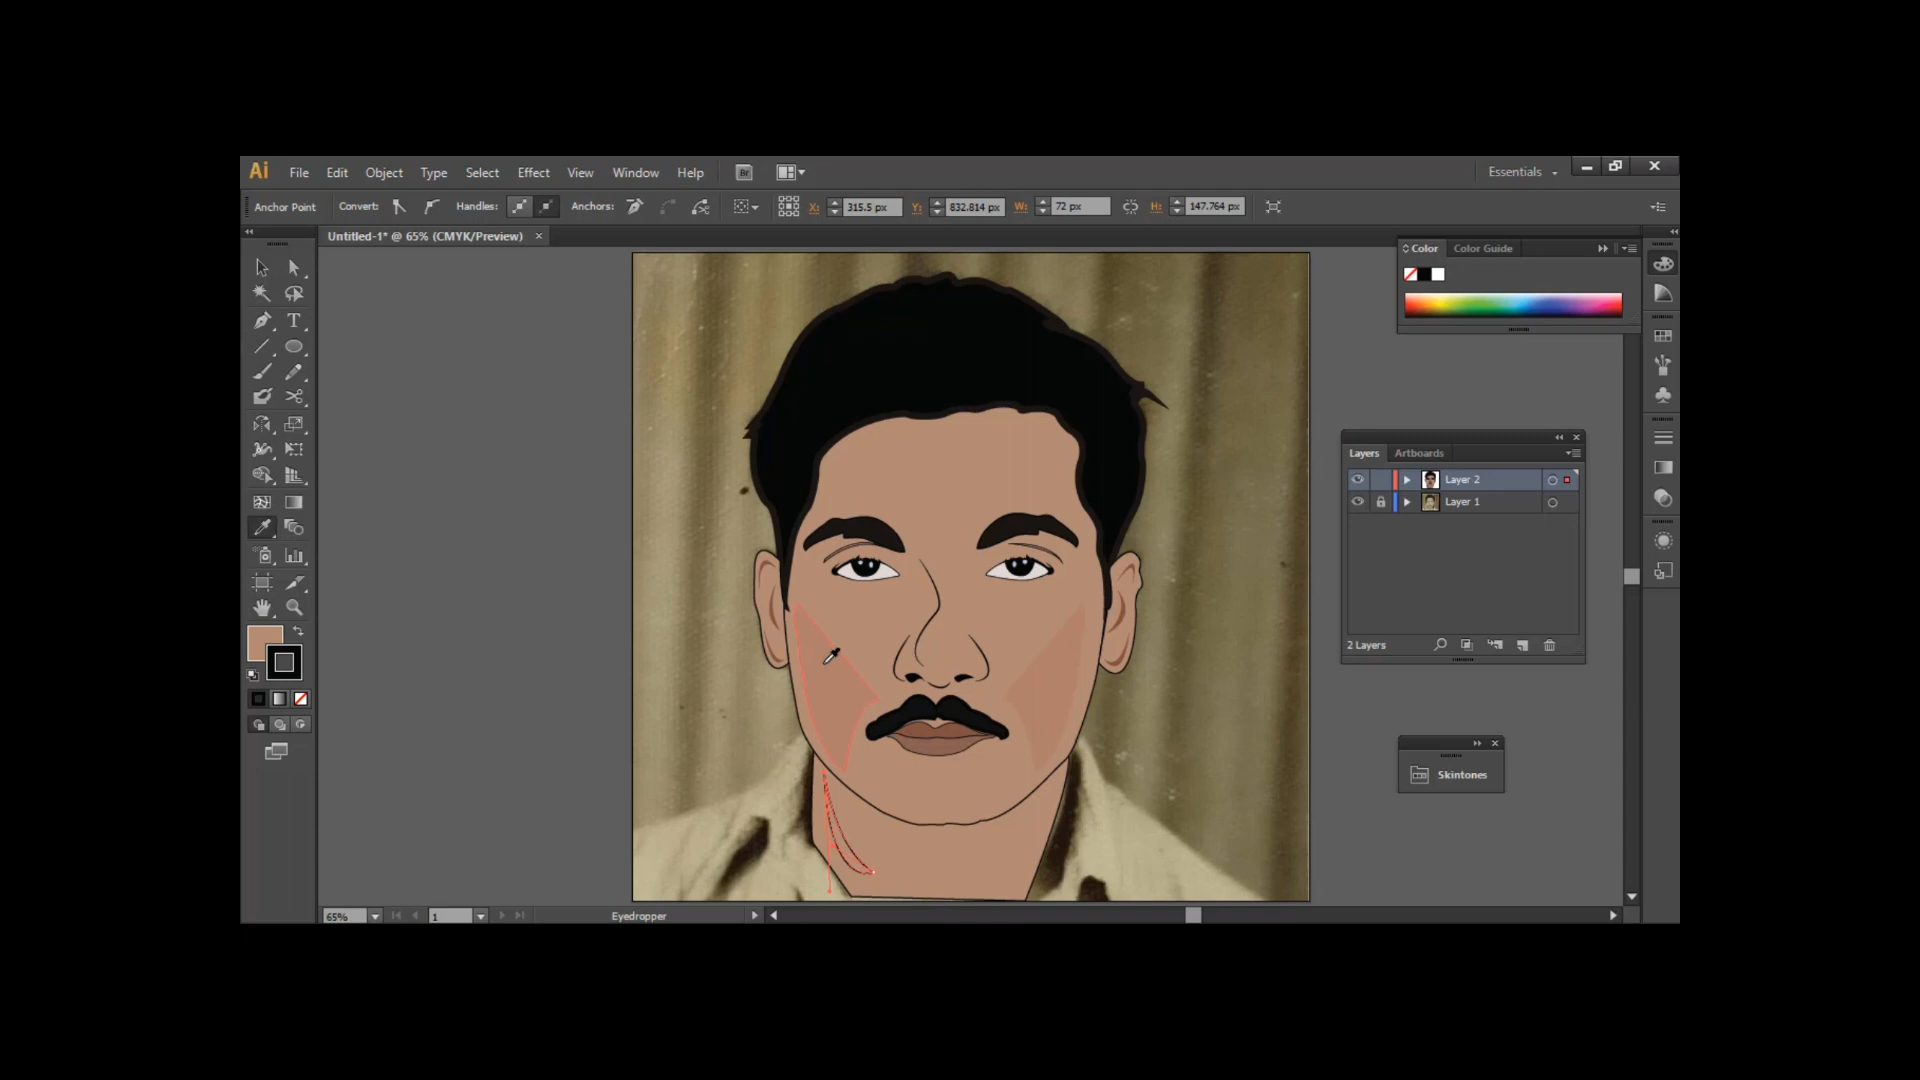 Ai File Edit Object Type Select Effect View Window Help Br Essentials
Anchor Point Convert: Handles: Anchors: X: 315.5 px Y: 832.814 px W: 72 px H: 147.764 px
Untitled-1* @ 65% (CMYK/Preview)
Color Color Guide
Layers Artboards
Layer 2
Layer 1
2 Layers
Skintones
65% 1 Eyedropper